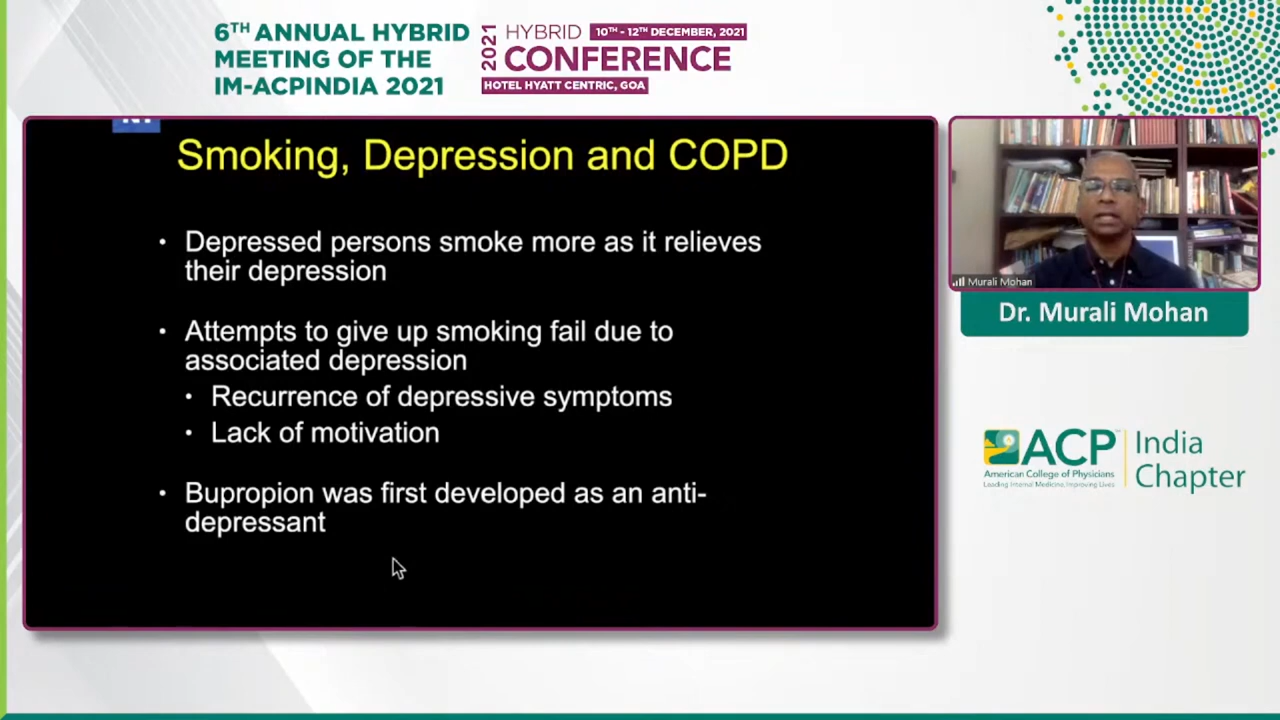 6TH ANNUAL HYBRID
MEETING OF THE
IM-ACPINDIA 2021
2021
HYBRID 10TH - 12TH DECEMBER, 2021
CONFERENCE
HOTEL HYATT CENTRIC, GOA
Smoking, Depression and COPD
• Depressed persons smoke more as it relieves
their depression
• Attempts to give up smoking fail due to
associated depression
• Recurrence of depressive symptoms
• Lack of motivation
• Bupropion was first developed as an anti-
depressant
Murali Mohan
Dr. Murali Mohan
ACP
American College of Physicians
Leading Internal Medicine, Improving Lives
India
Chapter